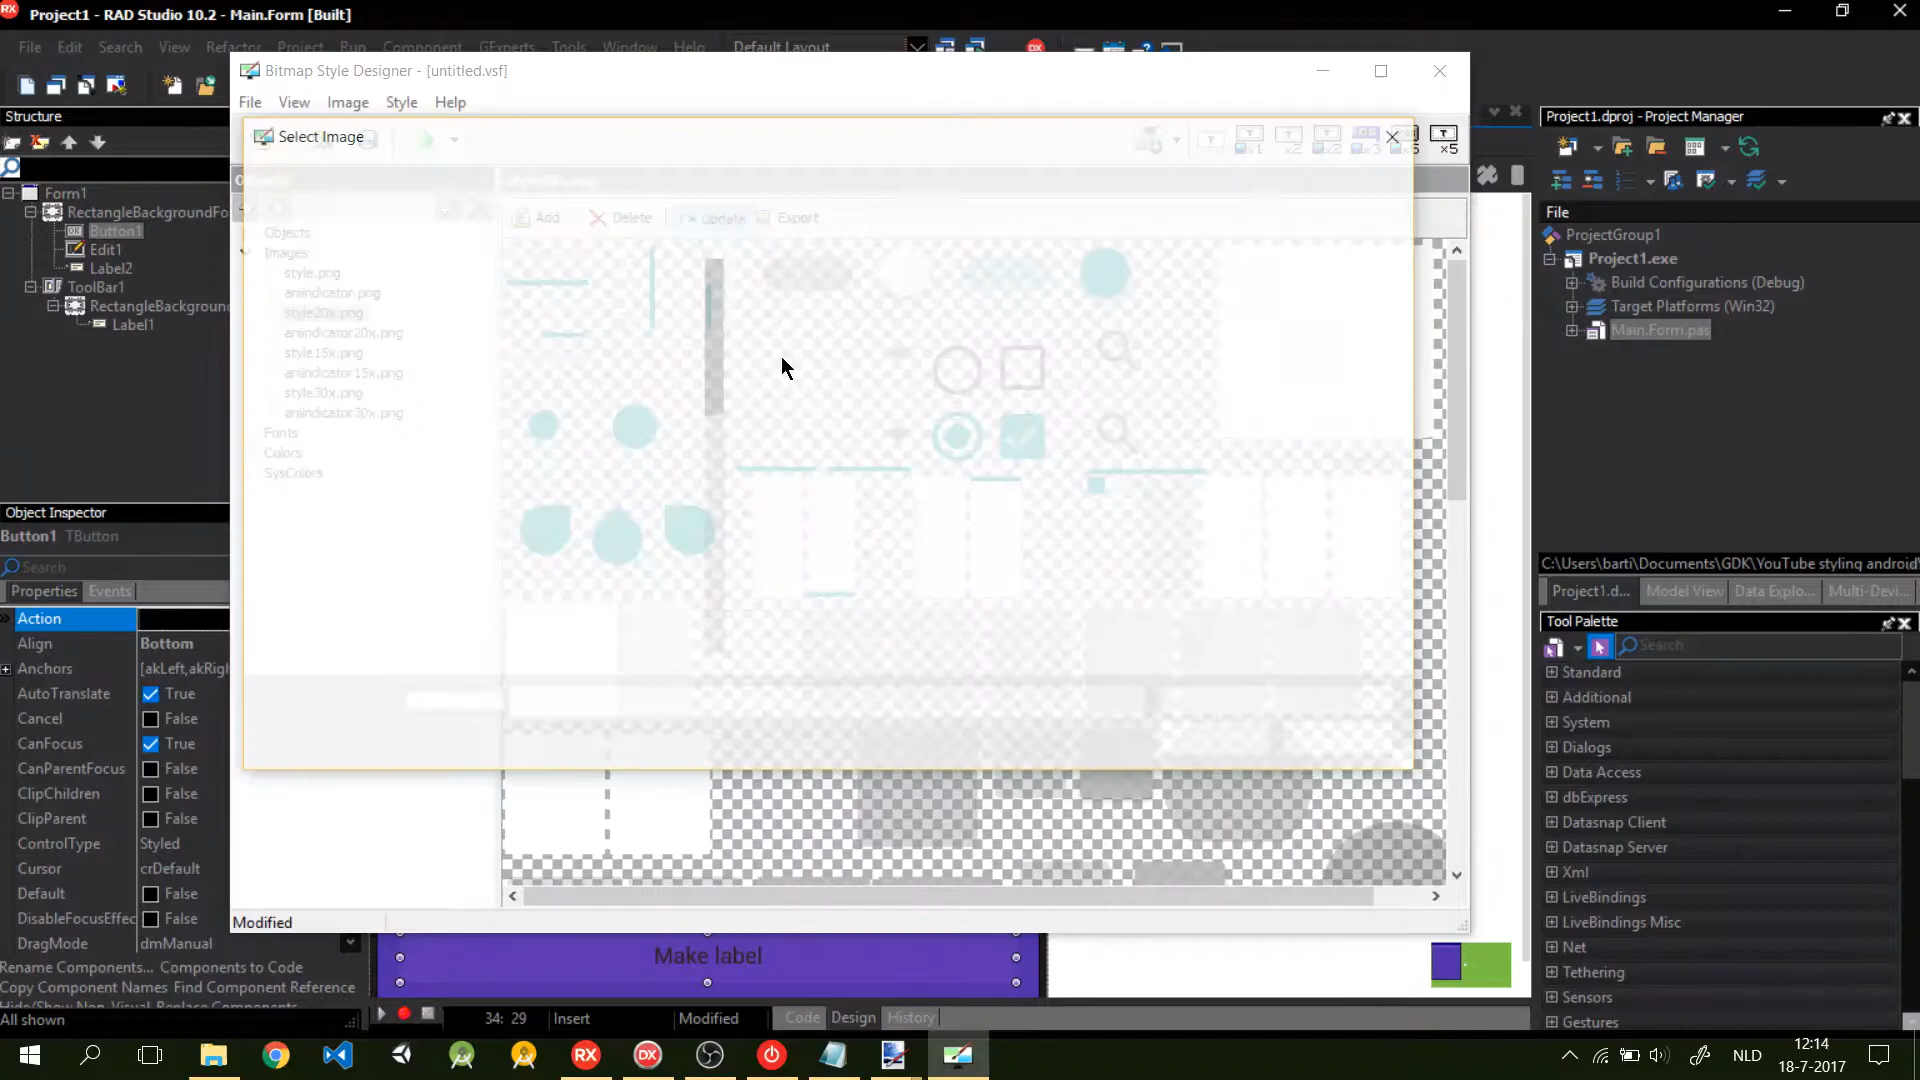 Project1 - RAD Studio 10.2 - Main.Form [Built]
File Edit Search View Refactor Project Run Component GExperts Tools Window Help Default Layout
Bitmap Style Designer - [untitled.vsf]
File View Image Style Help
Select Image
Add Delete Update Export
Objects
Images
style.png
aniindicator.png
style20x.png
aniindicator20x.png
style15x.png
aniindicator15x.png
style30x.png
aniindicator30x.png
Fonts
Colors
SysColors
Modified
Structure
Form1
RectangleBackgroundFo
Button1
Edit1
Label2
ToolBar1
RectangleBackground
Label1
Object Inspector
Button1 TButton
Search
Properties Events
Action
Align Bottom
Anchors [akLeft,akRigh
AutoTranslate True
Cancel False
CanFocus True
CanParentFocus False
ClipChildren False
ClipParent False
ControlType Styled
Cursor crDefault
Default False
DisableFocusEffec False
DragMode dmManual
Rename Components... Components to Code
Copy Component Names Find Component Reference
Hide/Show Non-Visual Replace Components
All shown
Make label
34: 29 Insert Modified Code Design History
Project1.dproj - Project Manager
File
ProjectGroup1
Project1.exe
Build Configurations (Debug)
Target Platforms (Win32)
Main.Form.pas
C:\Users\barti\Documents\GDK\YouTube styling android\
Project1.d... Model View Data Explo... Multi-Devi...
Tool Palette
Search
Standard
Additional
System
Dialogs
Data Access
dbExpress
Datasnap Client
Datasnap Server
Xml
LiveBindings
LiveBindings Misc
Net
Tethering
Sensors
Gestures
NLD
12:14
18-7-2017